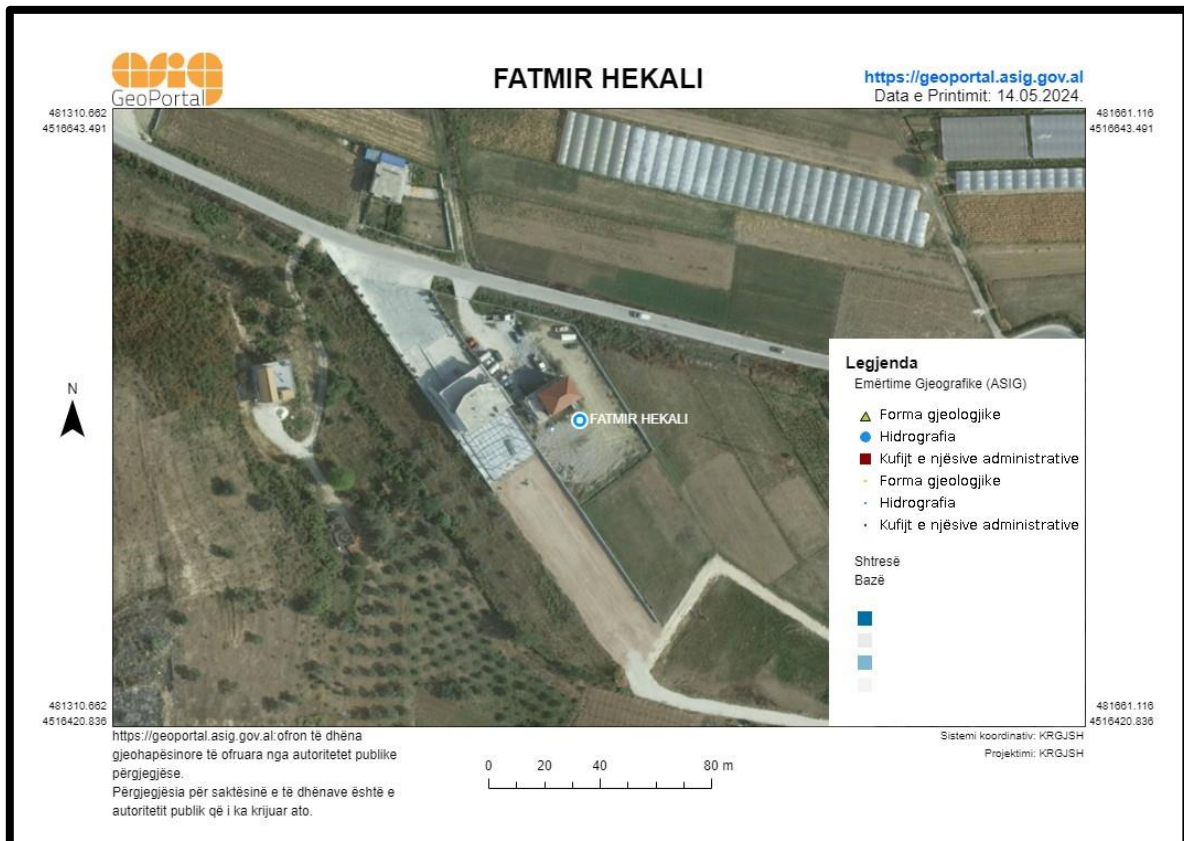 asig
GeoPortal
FATMIR HEKALI
https://geoportal.asig.gov.al
Data e Printimit: 14.05.2024.
481310.662
4516643.491
481661.116
4516643.491
N
FATMIR HEKALI
Legjenda
Emërtime Gjeografike (ASIG)
Forma gjeologjike
Hidrografia
Kufijt e njësive administrative
Forma gjeologjike
Hidrografia
Kufijt e njësive administrative
Shtresë
Bazë
481310.662
4516420.836
481661.116
4516420.836
https://geoportal.asig.gov.al:ofron të dhëna
gjeohapësinore të ofruara nga autoritetet publike
përgjegjëse.
Përgjegjësia për saktësinë e të dhënave është e
autoritetit publik që i ka krijuar ato.
0 20 40 80 m
Sistemi koordinativ: KRGJSH
Projektimi: KRGJSH